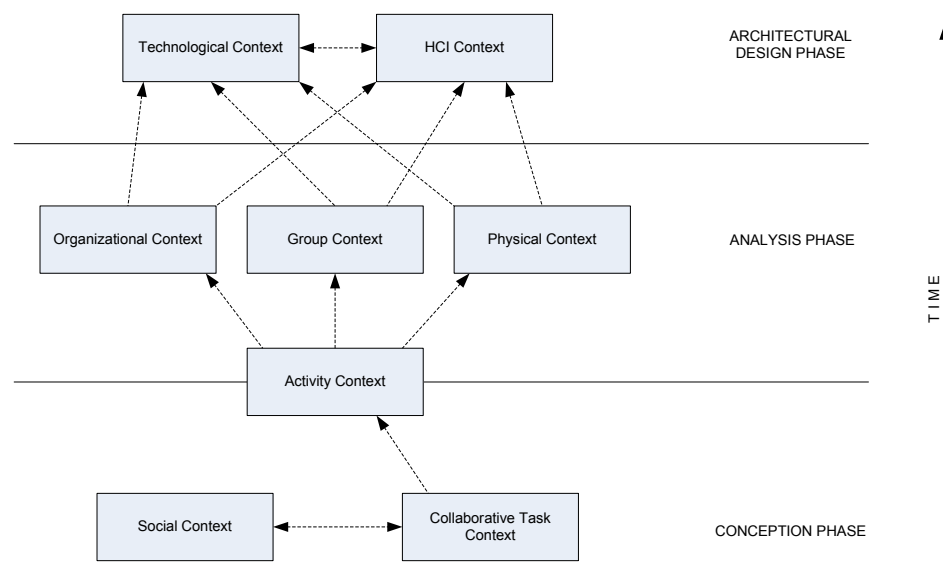 Technological Context
HCI Context
ARCHITECTURAL
DESIGN PHASE
Organizational Context
Group Context
Physical Context
ANALYSIS PHASE
TIME
Activity Context
Social Context
Collaborative Task
Context
CONCEPTION PHASE